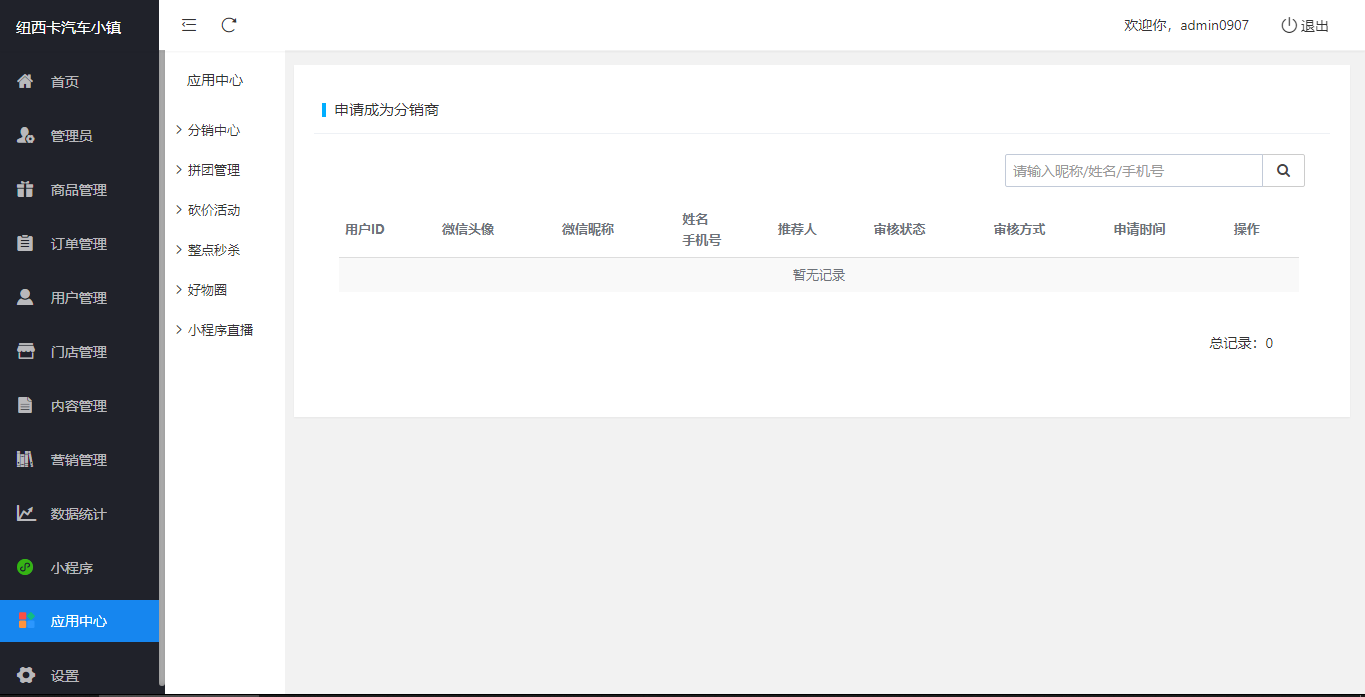 纽西卡汽车小镇
欢迎你，admin0907
退出
首页
管理员
商品管理
订单管理
用户管理
门店管理
内容管理
营销管理
数据统计
小程序
应用中心
设置
应用中心
分销中心
拼团管理
砍价活动
整点秒杀
好物圈
小程序直播
申请成为分销商
请输入昵称/姓名/手机号
用户ID 微信头像 微信昵称 姓名 推荐人 审核状态 审核方式 申请时间 操作
手机号
暂无记录
总记录：0